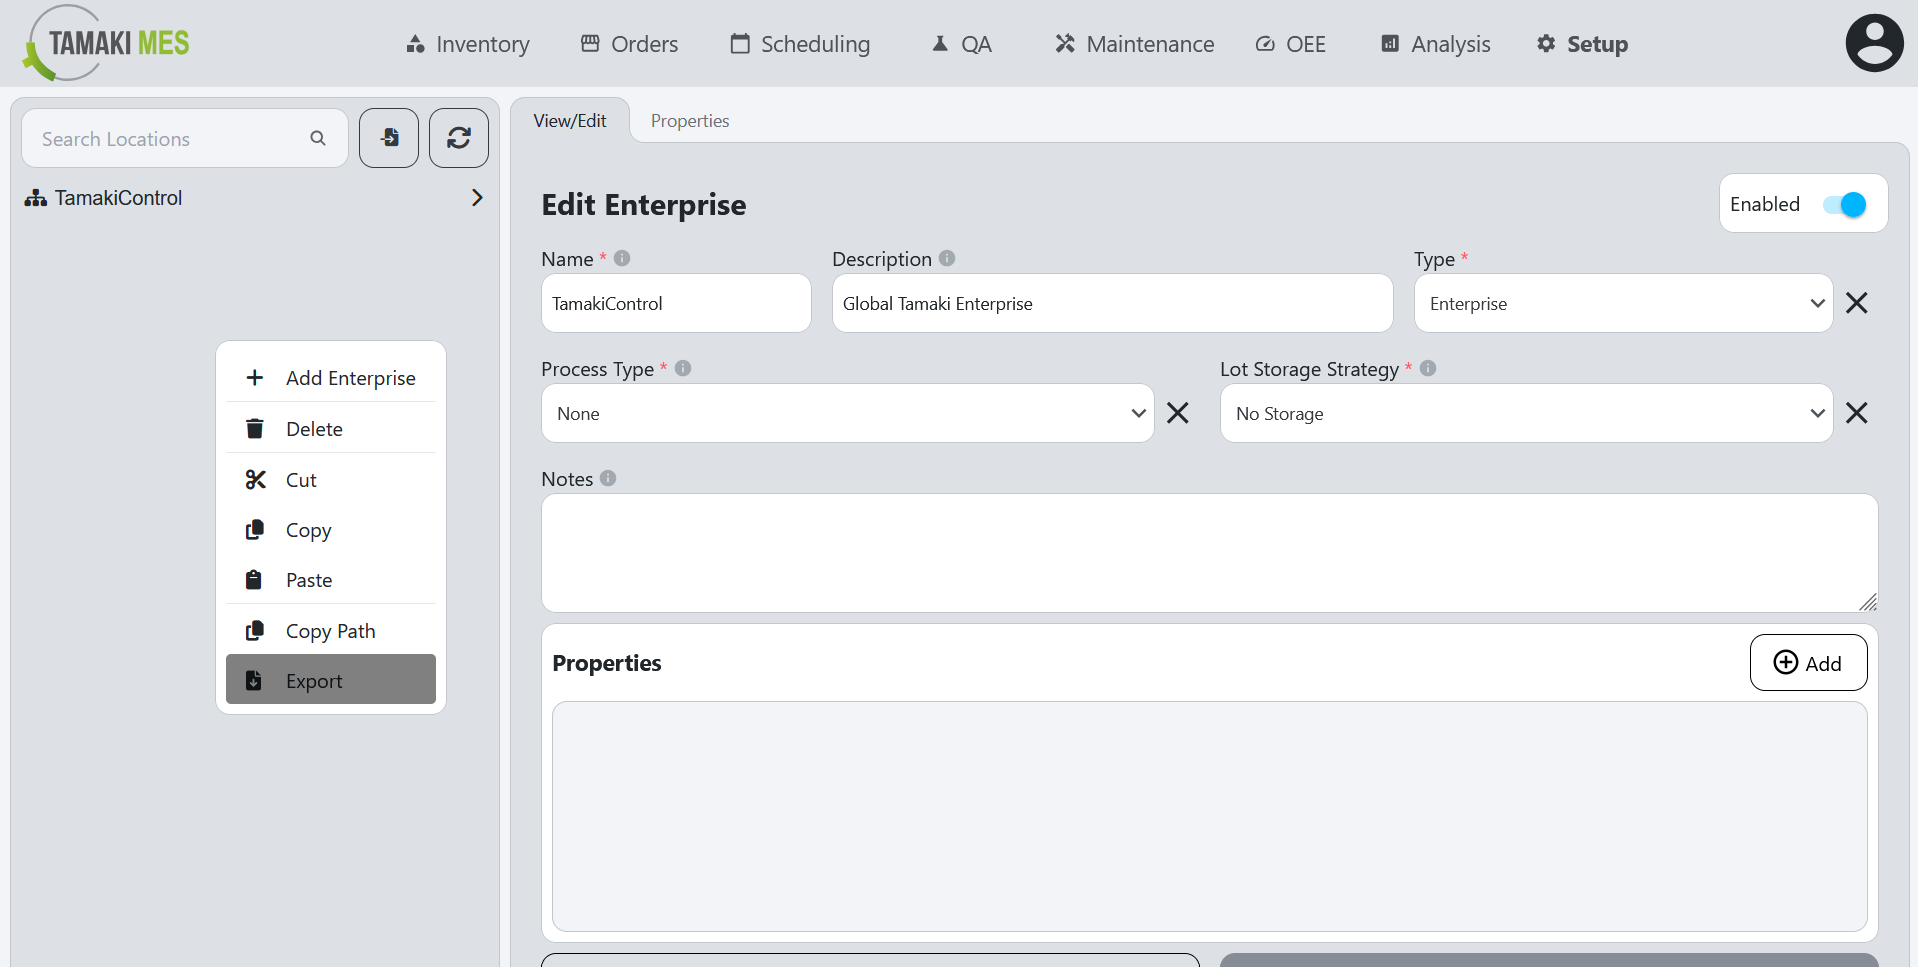 TAMAKI MES
Inventory
Orders
Scheduling
QA
Maintenance
OEE
Analysis
Setup
Search Locations
TamakiControl
Add Enterprise
Delete
Cut
Copy
Paste
Copy Path
Export
View/Edit
Properties
Edit Enterprise
Enabled
Name *
Description
Type *
TamakiControl
Global Tamaki Enterprise
Enterprise
Process Type *
Lot Storage Strategy *
None
No Storage
Notes
Properties
Add